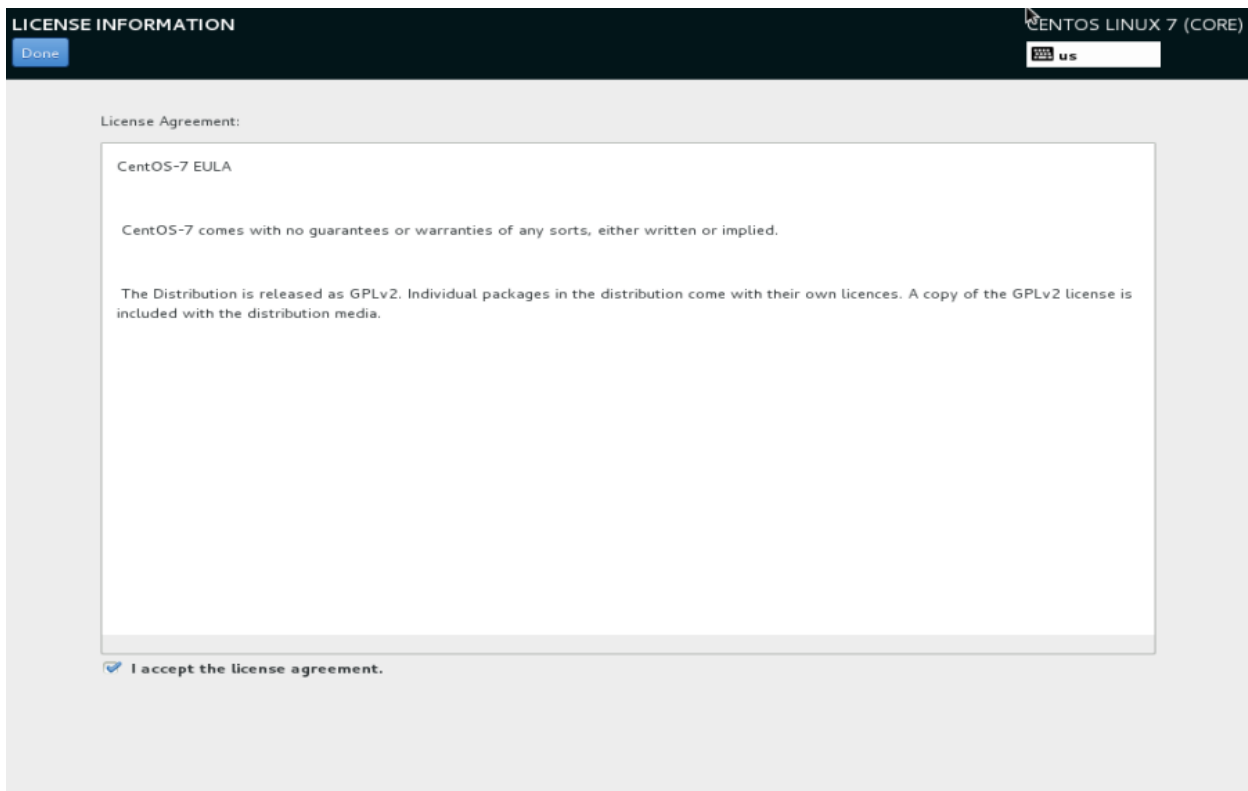 LICENSE INFORMATION
CENTOS LINUX 7 (CORE)
Done
us
License Agreement:
CentOS-7 EULA
CentOS-7 comes with no guarantees or warranties of any sorts, either written or implied.
The Distribution is released as GPLv2. Individual packages in the distribution come with their own licences. A copy of the GPLv2 license is
included with the distribution media.
I accept the license agreement.